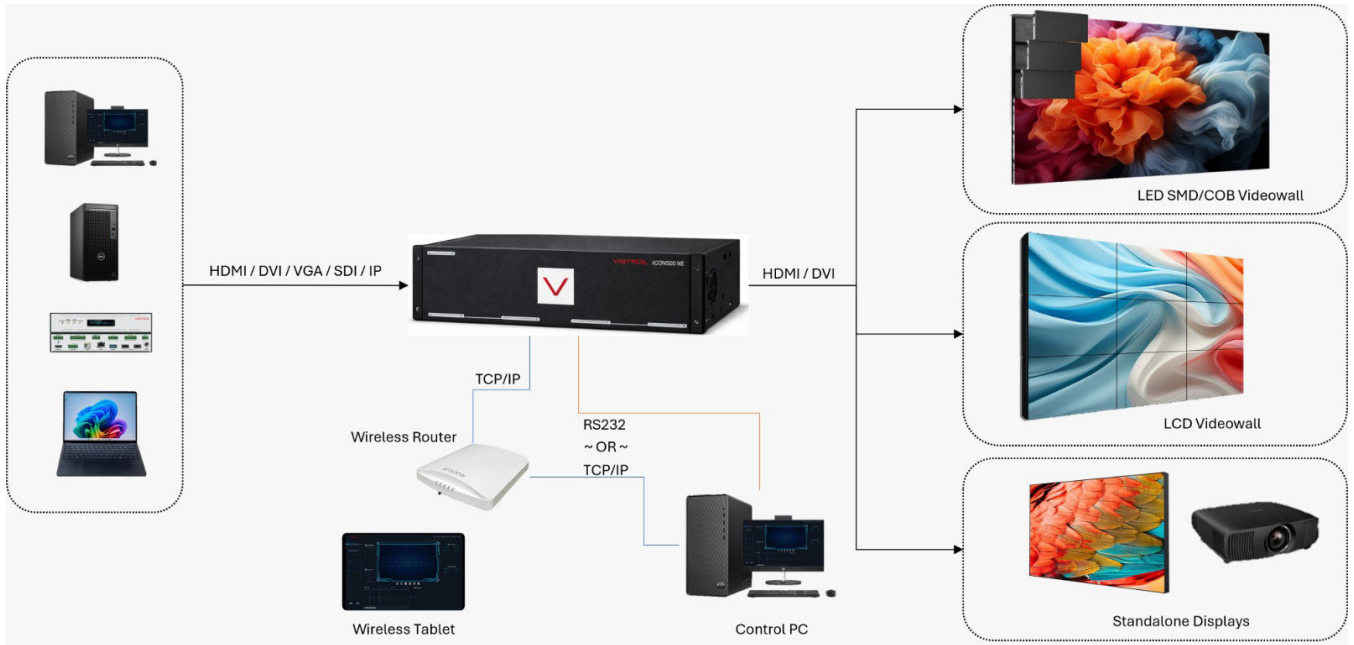 HDMI / DVI / VGA / SDI / IP
VISTROL iCON500 NE
V
HDMI / DVI
LED SMD/COB Videowall
LCD Videowall
Standalone Displays
TCP/IP
RS232
~ OR ~
TCP/IP
Wireless Router
Wireless Tablet
Control PC